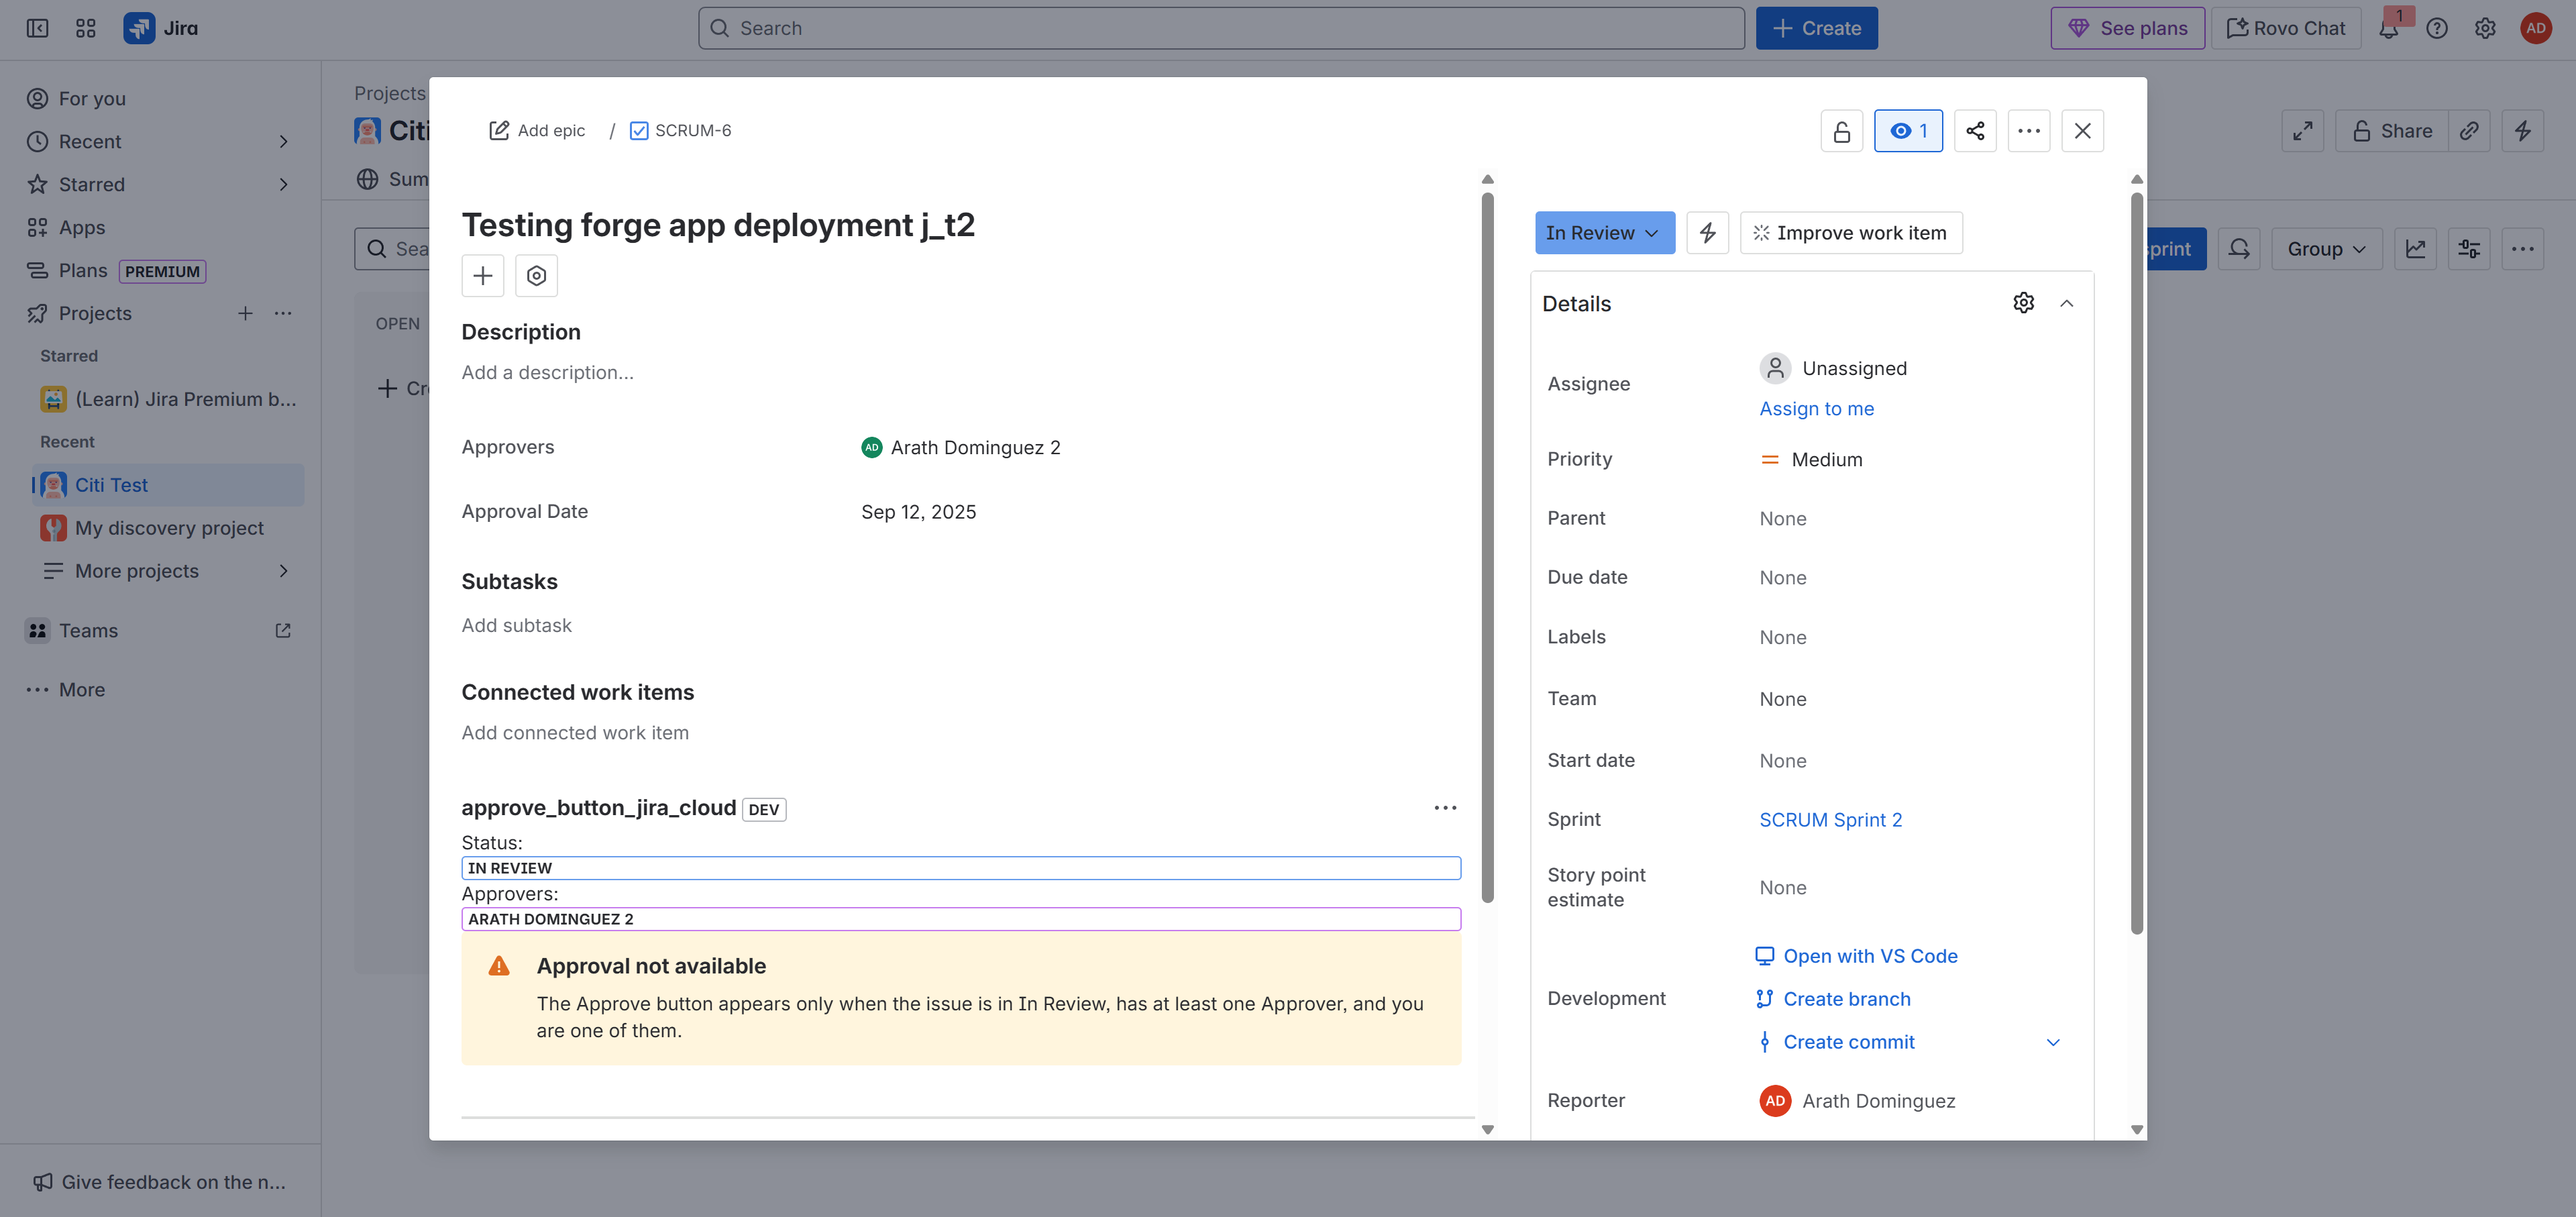 Jira
Search
Create
See plans
Rovo Chat
1
AD
For you
Recent
Starred
Apps
Plans PREMIUM
Projects
Starred
(Learn) Jira Premium b...
Recent
Citi Test
My discovery project
More projects
Teams
More
Give feedback on the n...
Projects
Citi
Sum
Sea
OPEN
Cr
Share
print
Group
Add epic / SCRUM-6
1
Testing forge app deployment j_t2
Description
Add a description...
Approvers
AD Arath Dominguez 2
Approval Date
Sep 12, 2025
Subtasks
Add subtask
Connected work items
Add connected work item
approve_button_jira_cloud DEV
Status:
IN REVIEW
Approvers:
ARATH DOMINGUEZ 2
Approval not available
The Approve button appears only when the issue is in In Review, has at least one Approver, and you
are one of them.
In Review
Improve work item
Details
Assignee
Unassigned
Assign to me
Priority
Medium
Parent
None
Due date
None
Labels
None
Team
None
Start date
None
Sprint
SCRUM Sprint 2
Story point
estimate
None
Development
Open with VS Code
Create branch
Create commit
Reporter
AD Arath Dominguez